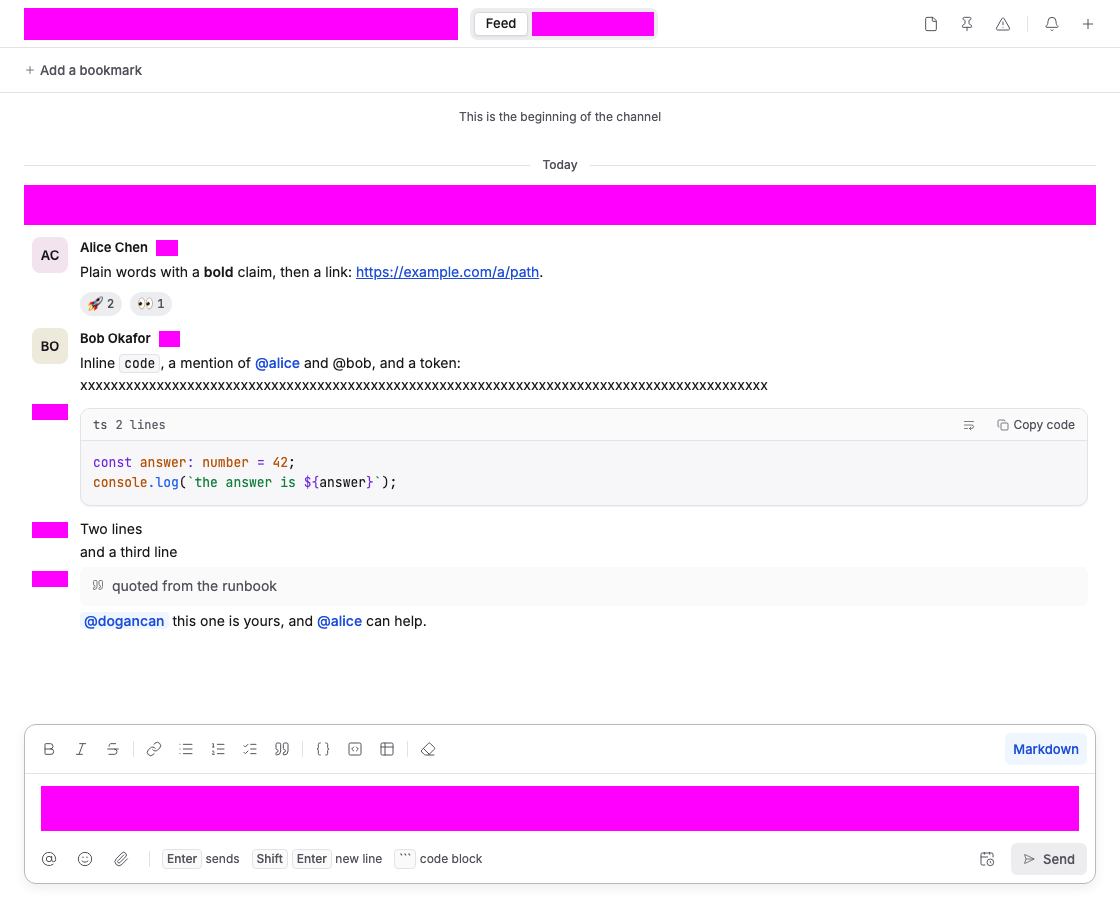 Feed
Add a bookmark
This is the beginning of the channel
Today
AC Alice Chen
Plain words with a bold claim, then a link: https://example.com/a/path.
🚀 2 👀 1
BO Bob Okafor
Inline code, a mention of @alice and @bob, and a token:
xxxxxxxxxxxxxxxxxxxxxxxxxxxxxxxxxxxxxxxxxxxxxxxxxxxxxxxxxxxxxxxxxxxxxxxxxxxxxxxxxxxxxxxxxx
ts 2 lines Copy code
const answer: number = 42;
console.log(`the answer is ${answer}`);
Two lines
and a third line
quoted from the runbook
@dogancan this one is yours, and @alice can help.
Markdown
Enter sends Shift Enter new line ``` code block Send